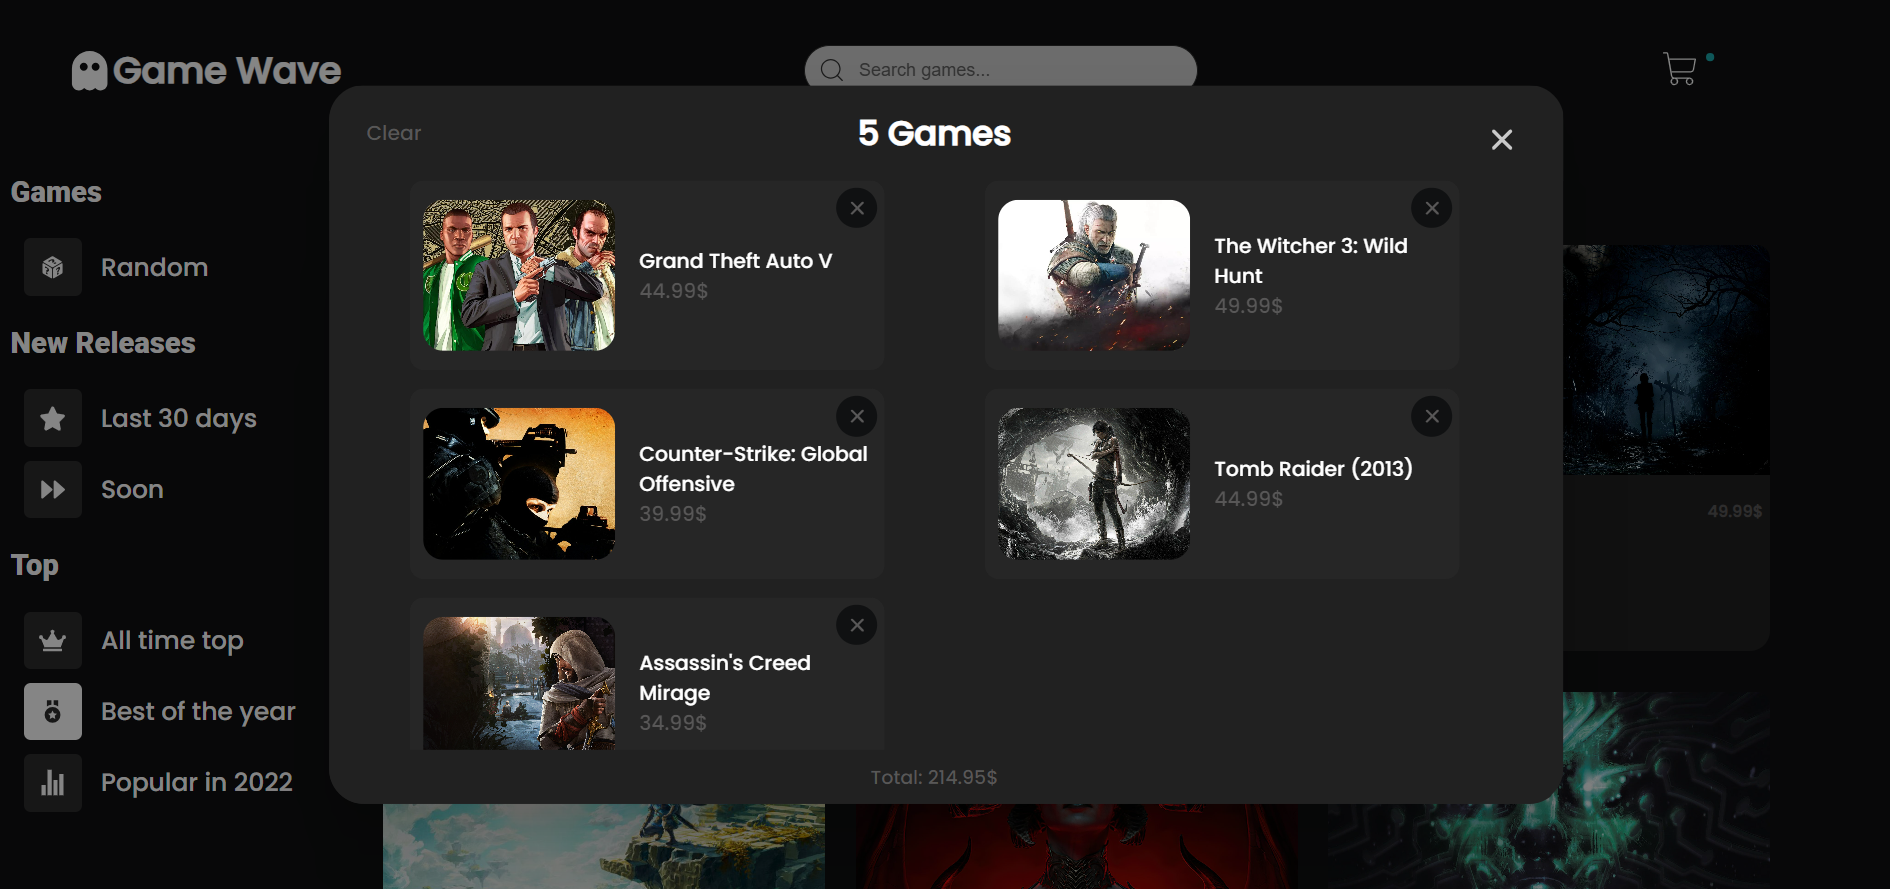 Game Wave
Search games...
Clear
5 Games
Games
Random
New Releases
Last 30 days
Soon
Top
All time top
Best of the year
Popular in 2022
Grand Theft Auto V
44.99$
The Witcher 3: Wild
Hunt
49.99$
Counter-Strike: Global
Offensive
39.99$
Tomb Raider (2013)
44.99$
Assassin's Creed
Mirage
34.99$
49.99$
Total: 214.95$